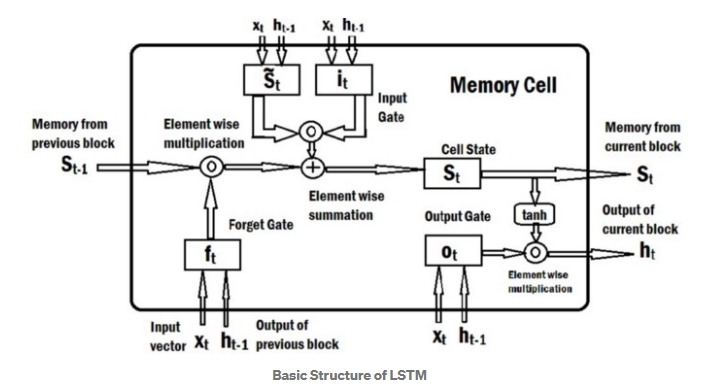 xₜ hₜ₋₁ xₜ hₜ₋₁
S̃ₜ
iₜ
Input
Gate
Memory Cell
Memory from
previous block
Sₜ₋₁
Element wise
multiplication
+
Element wise
summation
Cell State
Sₜ
Memory from
current block
Sₜ
tanh
Output of
current block
hₜ
Forget Gate
fₜ
Output Gate
oₜ
Element wise
multiplication
Input
vector xₜ
Output of
hₜ₋₁ previous block
xₜ hₜ₋₁
Basic Structure of LSTM